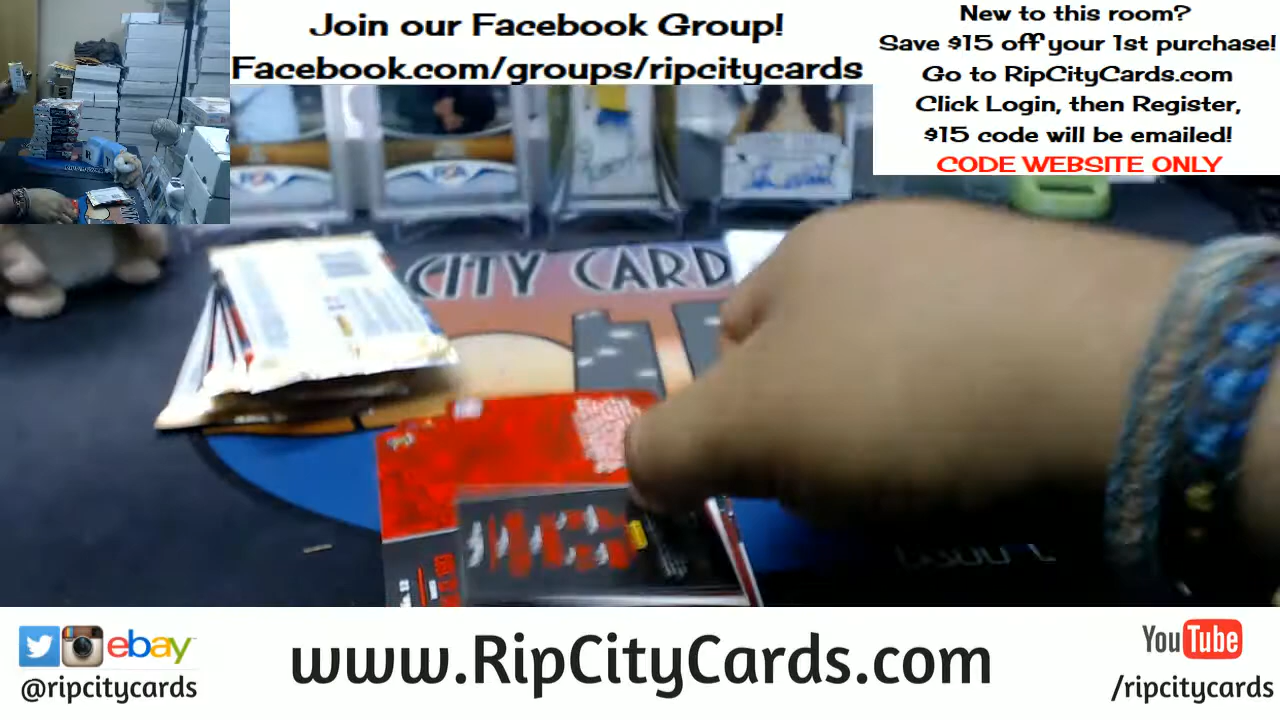 Join our Facebook Group!
Facebook.com/groups/ripcitycards
New to this room?
Save $15 off your 1st purchase!
Go to RipCityCards.com
Click Login, then Register,
$15 code will be emailed!
CODE WEBSITE ONLY
CITY CARD
ebay
@ripcitycards
www.RipCityCards.com
YouTube
/ripcitycards